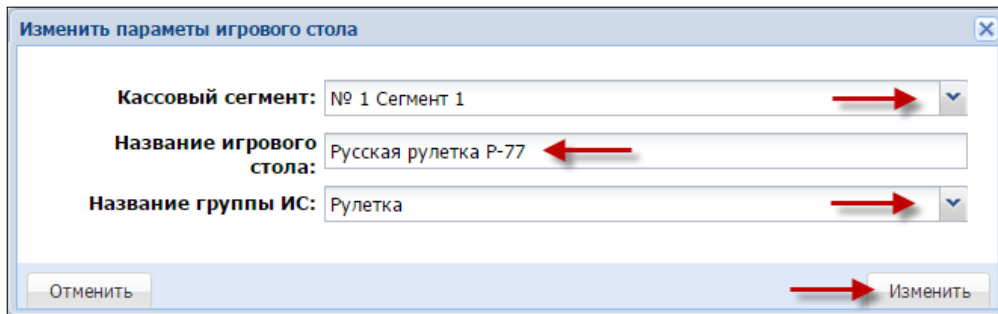 Изменить параметы игрового стола
Кассовый сегмент: № 1 Сегмент 1
Название игрового стола: Русская рулетка Р-77
Название группы ИС: Рулетка
Отменить Изменить